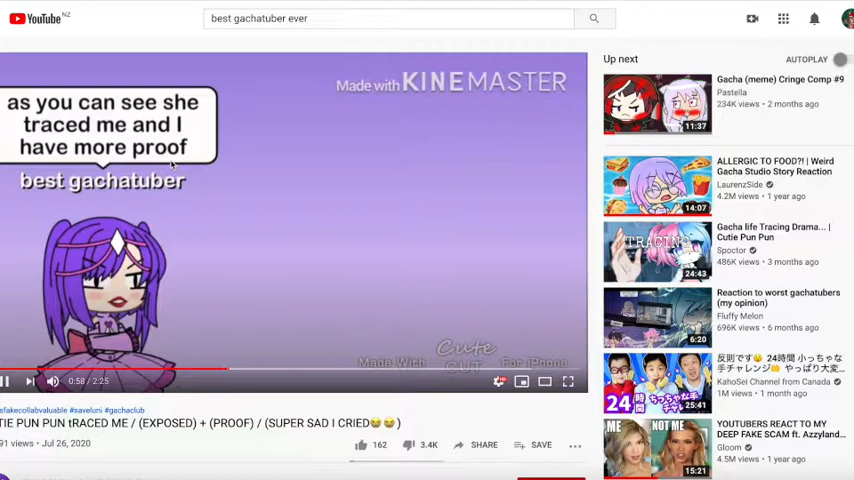 YouTube NZ
best gachatuber ever
Made with KINEMASTER
as you can see she
traced me and I
have more proof
best gachatuber
Made With Cute CUT For iPhone
0:58 / 2:25
sfakecollabvaluable #saveluni #gachaclub
TIE PUN PUN tRACED ME / (EXPOSED) + (PROOF) / (SUPER SAD I CRIED😭😭)
91 views • Jul 26, 2020
162
3.4K
SHARE
SAVE
Up next
AUTOPLAY
11:37
Gacha (meme) Cringe Comp #9
Pastella
234K views • 2 months ago
14:07
ALLERGIC TO FOOD?! | Weird
Gacha Studio Story Reaction
LaurenzSide
4.2M views • 1 year ago
TRACING
24:43
Gacha life Tracing Drama... |
Cutie Pun Pun
Spoctor
486K views • 3 months ago
6:20
Reaction to worst gachatubers
(my opinion)
Fluffy Melon
696K views • 6 months ago
24
時間
25:41
反則です🤫 24時間 小っちゃな
手チャレンジ🤲 やっぱり大変...
KahoSei Channel from Canada
1M views • 1 month ago
ME
NOT ME
15:21
YOUTUBERS REACT TO MY
DEEP FAKE SCAM ft. Azzyland...
Gloom
4.5M views • 1 year ago